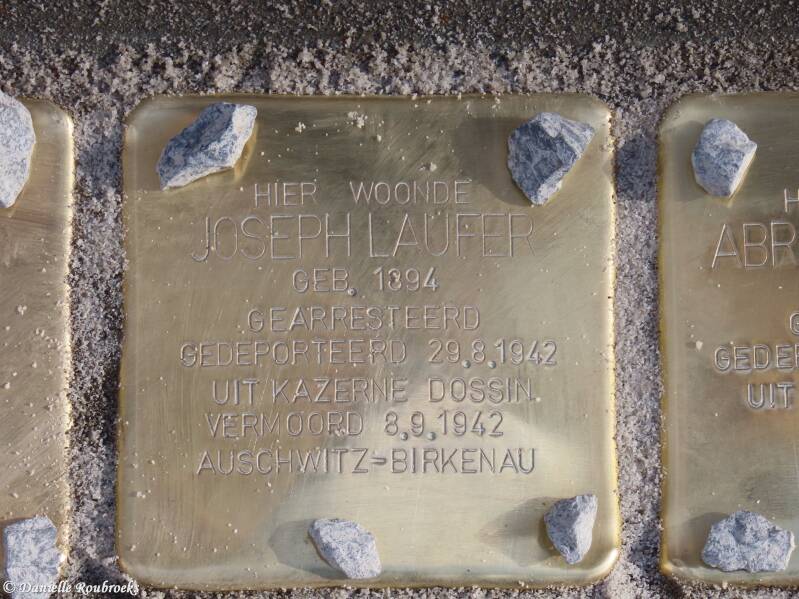 HIER WOONDE
JOSEPH LAUFER
GEB. 1894
GEARRESTEERD
GEDEPORTEERD 29.8.1942
UIT KAZERNE DOSSIN
VERMOORD 8.9.1942
AUSCHWITZ-BIRKENAU
UIT
© Danielle Roubroeks